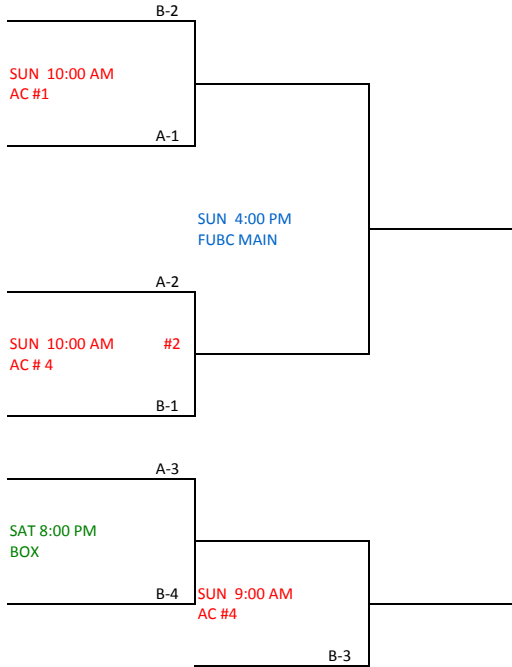 B-2
SUN 10:00 AM
AC #1
A-1
SUN 4:00 PM
FUBC MAIN
A-2
SUN 10:00 AM #2
AC # 4
B-1
A-3
SAT 8:00 PM
BOX
B-4
SUN 9:00 AM
AC #4
B-3